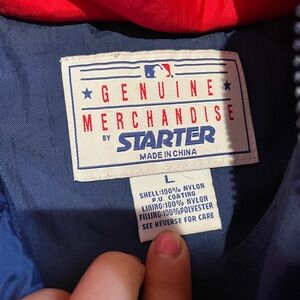 GENUINE
MERCHANDISE
BY STARTER
MADE IN CHINA
L
SHELL:100% NYLON
P.U. COATING
LINING:100% NYLON
FILLING:100%POLYESTER
SEE REVERSE FOR CARE